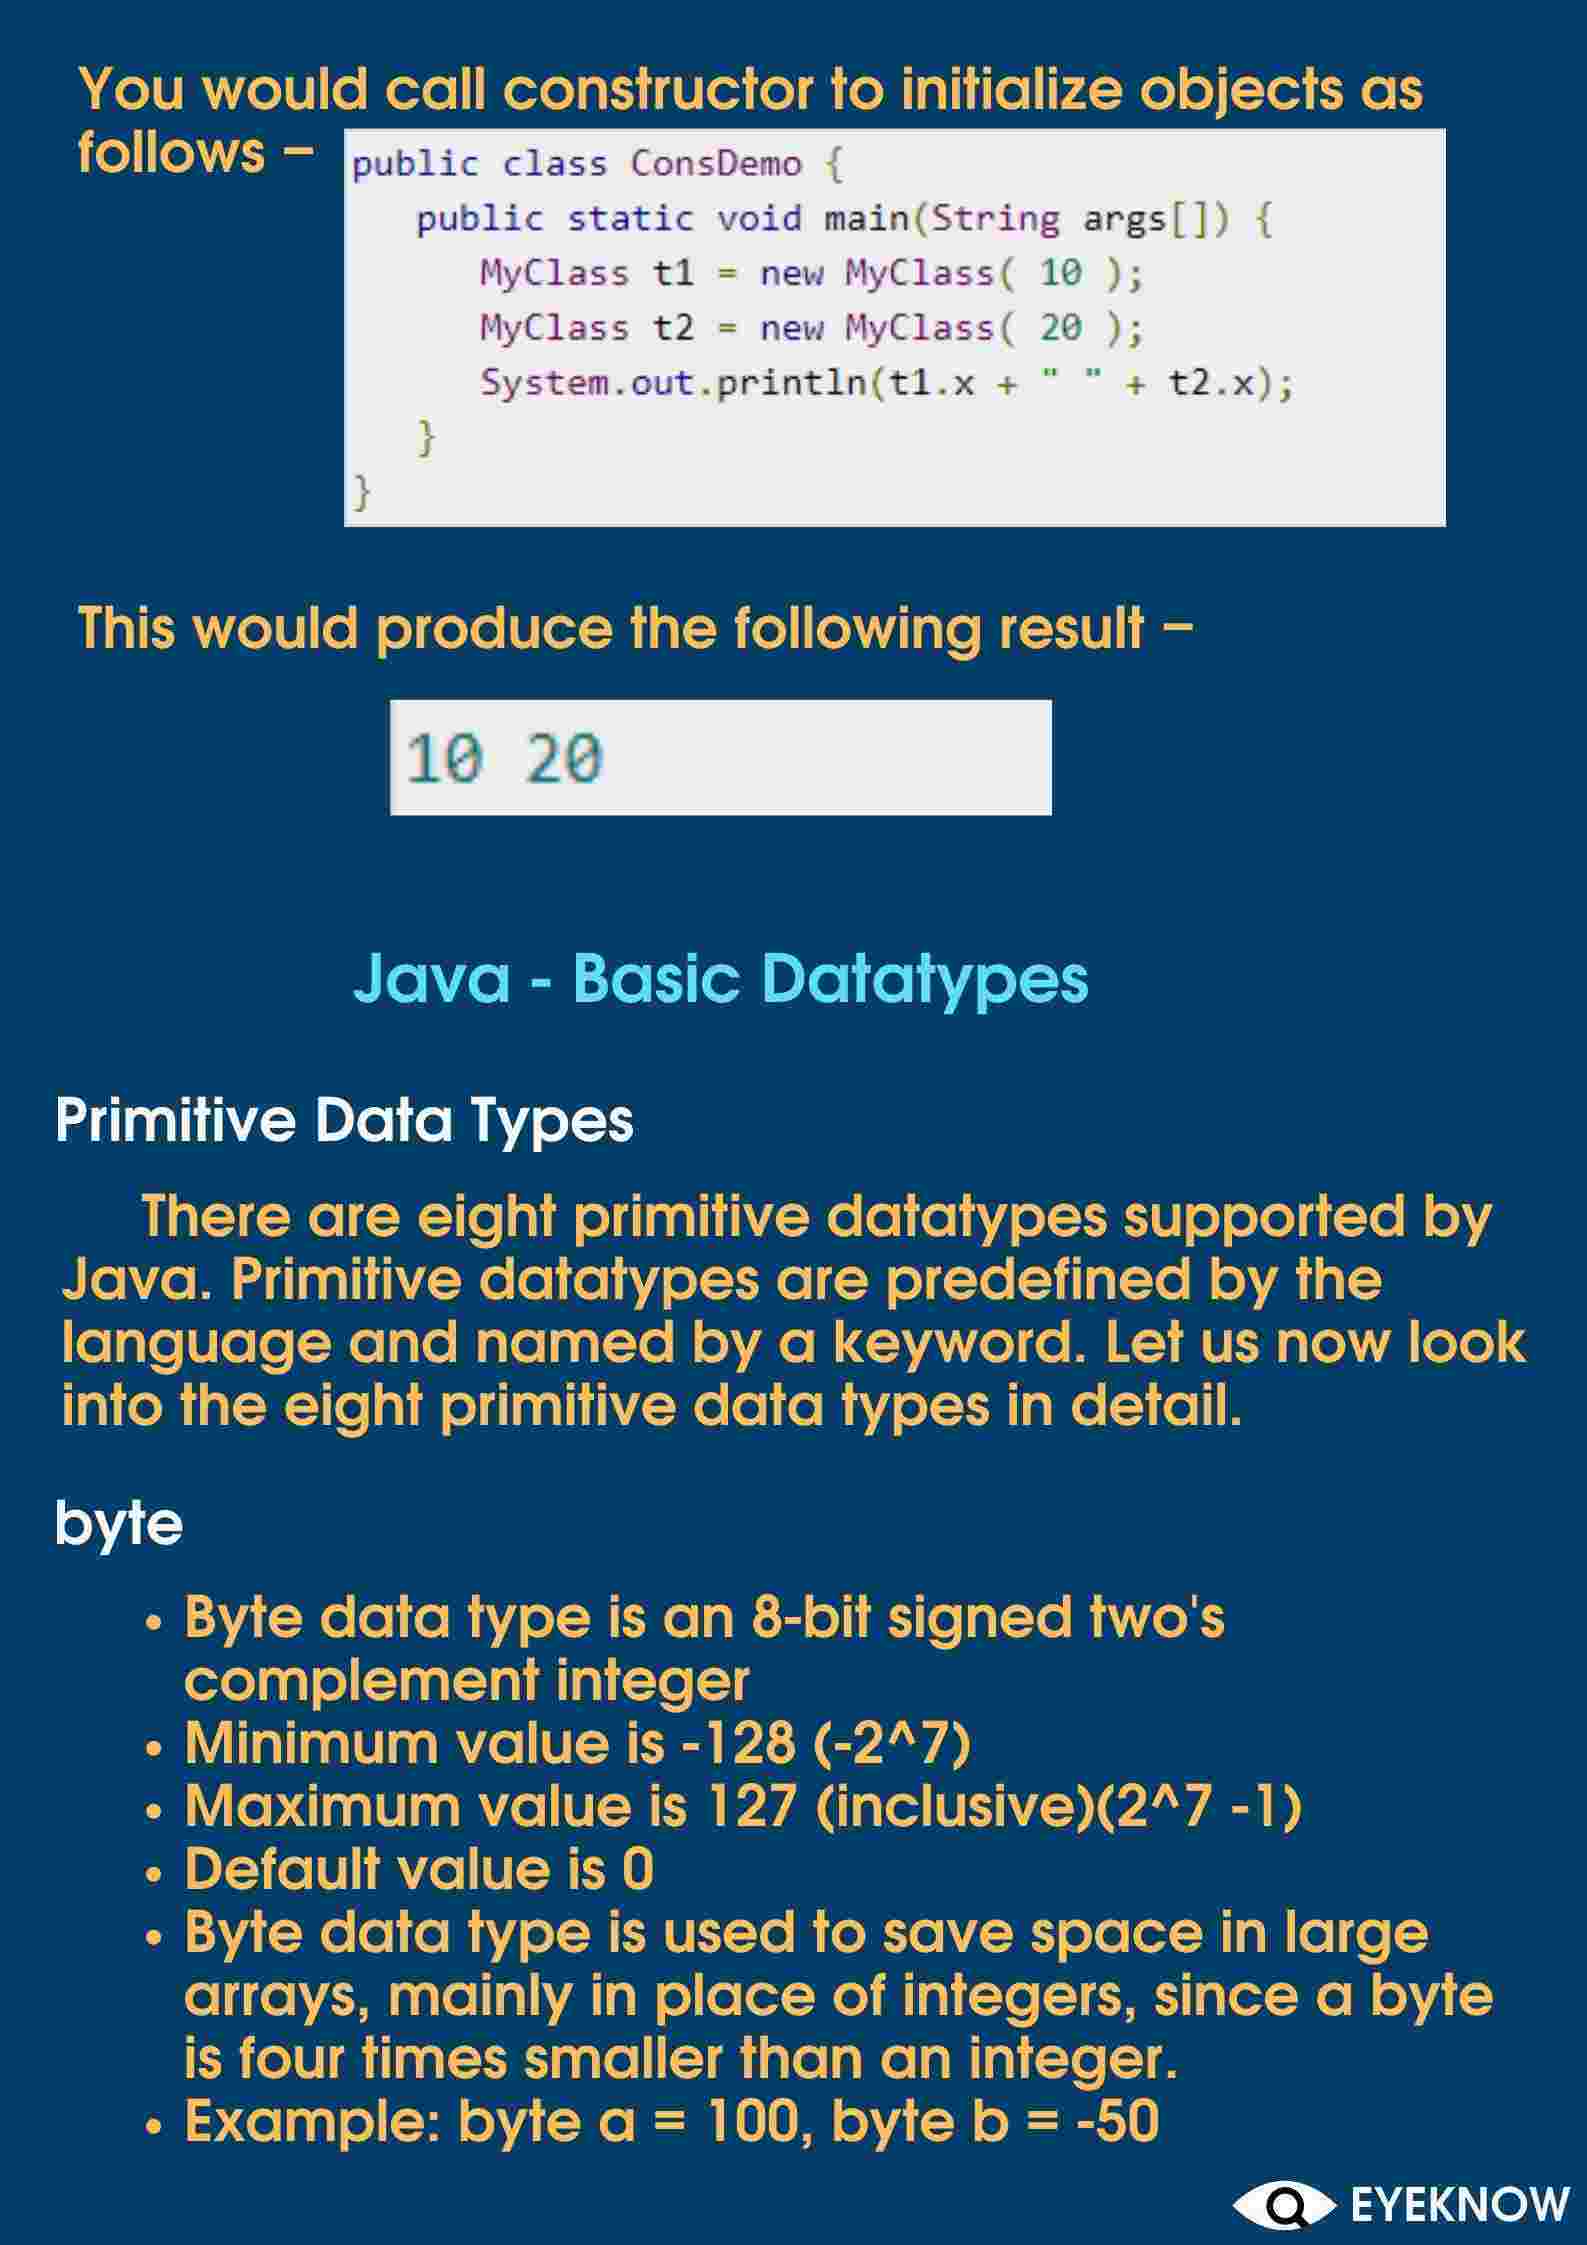 You would call constructor to initialize objects as
follows –
public class ConsDemo {
   public static void main(String args[]) {
      MyClass t1 = new MyClass( 10 );
      MyClass t2 = new MyClass( 20 );
      System.out.println(t1.x + " " + t2.x);
   }
}
This would produce the following result –
10 20
Java - Basic Datatypes
Primitive Data Types
There are eight primitive datatypes supported by
Java. Primitive datatypes are predefined by the
language and named by a keyword. Let us now look
into the eight primitive data types in detail.
byte
• Byte data type is an 8-bit signed two's
complement integer
• Minimum value is -128 (-2^7)
• Maximum value is 127 (inclusive)(2^7 -1)
• Default value is 0
• Byte data type is used to save space in large
arrays, mainly in place of integers, since a byte
is four times smaller than an integer.
• Example: byte a = 100, byte b = -50
EYEKNOW